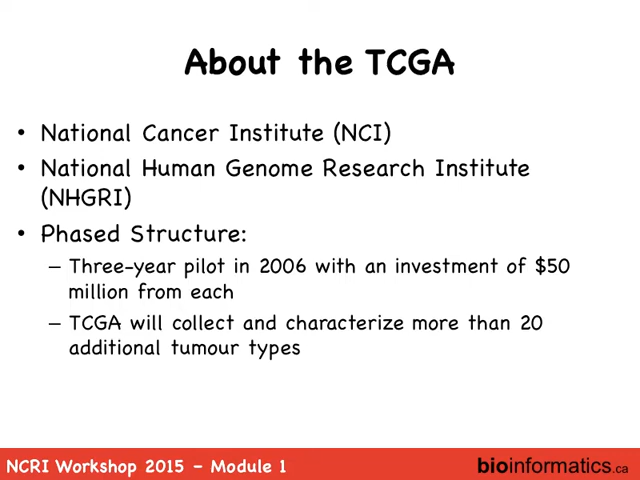 About the TCGA
• National Cancer Institute (NCI)
• National Human Genome Research Institute
(NHGRI)
• Phased Structure:
– Three-year pilot in 2006 with an investment of $50
million from each
– TCGA will collect and characterize more than 20
additional tumour types
NCRI Workshop 2015 – Module 1
bioinformatics.ca